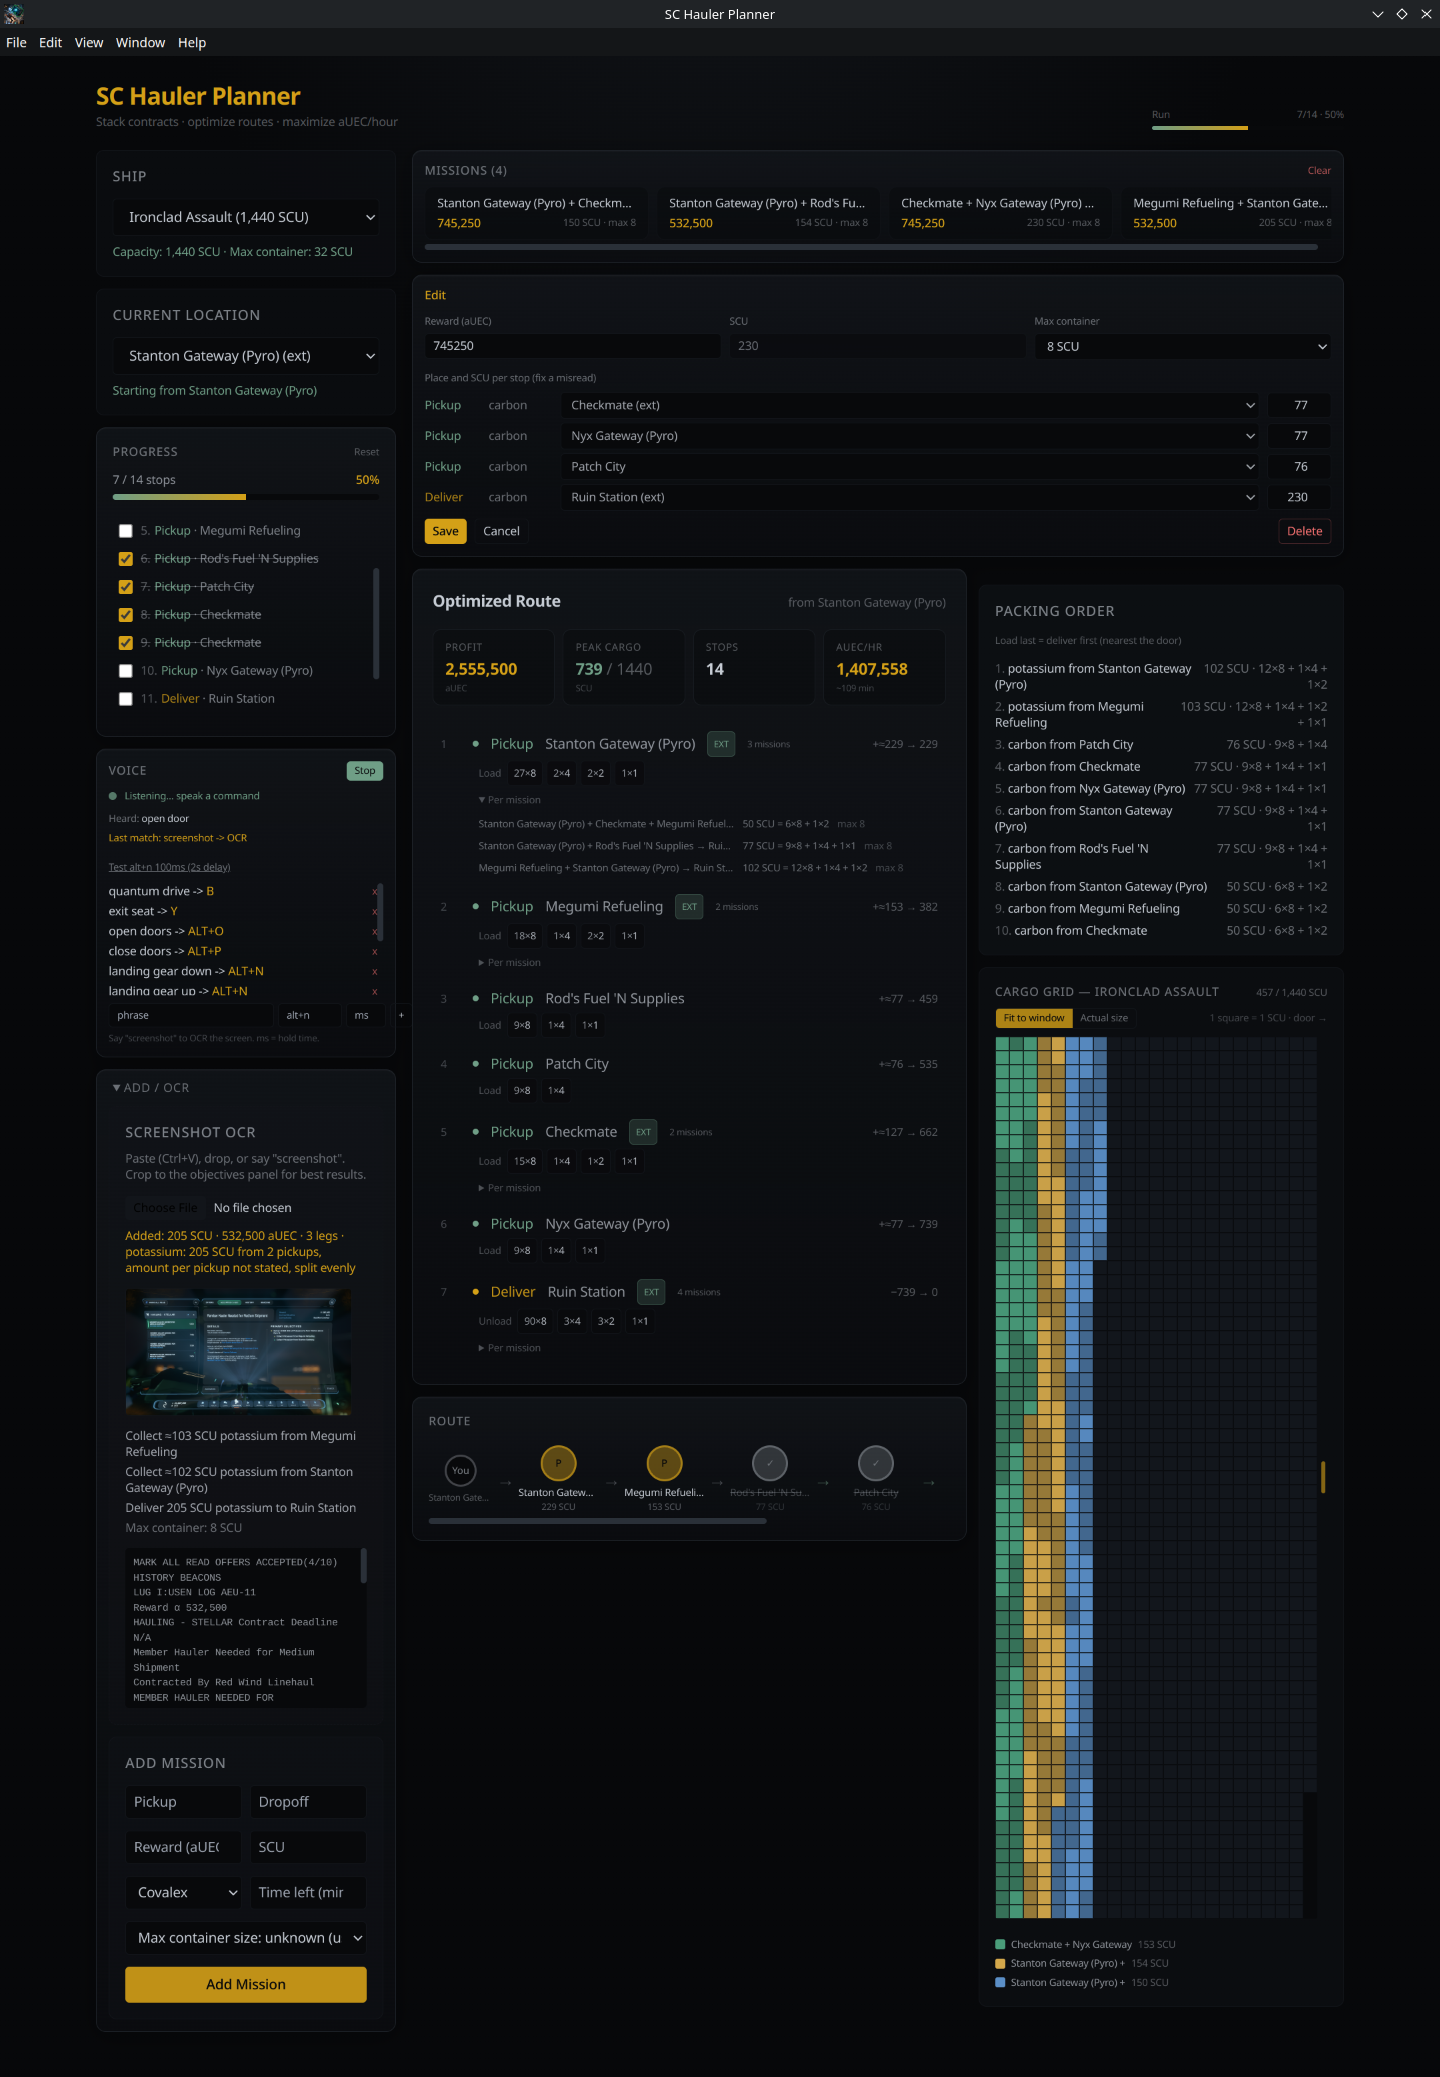 SC Hauler Planner
File Edit View Window Help
SC Hauler Planner
Stack contracts · optimize routes · maximize aUEC/hour
Run 7/14 · 50%
SHIP
Ironclad Assault (1,440 SCU)
Capacity: 1,440 SCU · Max container: 32 SCU
CURRENT LOCATION
Stanton Gateway (Pyro) (ext)
Starting from Stanton Gateway (Pyro)
PROGRESS Reset
7 / 14 stops 50%
5. Pickup · Megumi Refueling
6. Pickup · Rod's Fuel 'N Supplies
7. Pickup · Patch City
8. Pickup · Checkmate
9. Pickup · Checkmate
10. Pickup · Nyx Gateway (Pyro)
11. Deliver · Ruin Station
VOICE Stop
Listening... speak a command
Heard: open door
Last match: screenshot -> OCR
Test alt+n 100ms (2s delay)
quantum drive -> B x
exit seat -> Y x
open doors -> ALT+O x
close doors -> ALT+P x
landing gear down -> ALT+N x
landing gear up -> ALT+N x
phrase alt+n ms +
Say "screenshot" to OCR the screen. ms = hold time.
▼ ADD / OCR
SCREENSHOT OCR
Paste (Ctrl+V), drop, or say "screenshot".
Crop to the objectives panel for best results.
Choose File No file chosen
Added: 205 SCU · 532,500 aUEC · 3 legs ·
potassium: 205 SCU from 2 pickups,
amount per pickup not stated, split evenly
Collect ≈103 SCU potassium from Megumi
Refueling
Collect ≈102 SCU potassium from Stanton
Gateway (Pyro)
Deliver 205 SCU potassium to Ruin Station
Max container: 8 SCU
MARK ALL READ OFFERS ACCEPTED(4/10)
HISTORY BEACONS
LUG I:USEN LOG AEU-11
Reward α 532,500
HAULING - STELLAR Contract Deadline
N/A
Member Hauler Needed for Medium
Shipment
Contracted By Red Wind Linehaul
MEMBER HAULER NEEDED FOR
ADD MISSION
Pickup Dropoff
Reward (aUEC SCU
Covalex Time left (mir
Max container size: unknown (u
Add Mission
MISSIONS (4) Clear
Stanton Gateway (Pyro) + Checkm...
745,250 150 SCU · max 8
Stanton Gateway (Pyro) + Rod's Fu...
532,500 154 SCU · max 8
Checkmate + Nyx Gateway (Pyro) ...
745,250 230 SCU · max 8
Megumi Refueling + Stanton Gate...
532,500 205 SCU · max 8
Edit
Reward (aUEC) SCU Max container
745250 230 8 SCU
Place and SCU per stop (fix a misread)
Pickup carbon Checkmate (ext) 77
Pickup carbon Nyx Gateway (Pyro) 77
Pickup carbon Patch City 76
Deliver carbon Ruin Station (ext) 230
Save Cancel Delete
Optimized Route from Stanton Gateway (Pyro)
PROFIT PEAK CARGO STOPS AUEC/HR
2,555,500 739 / 1440 14 1,407,558
aUEC SCU ~109 min
1 Pickup Stanton Gateway (Pyro) EXT 3 missions +≈229 → 229
Load 27×8 2×4 2×2 1×1
▼ Per mission
Stanton Gateway (Pyro) + Checkmate + Megumi Refuel... 50 SCU = 6×8 + 1×2 max 8
Stanton Gateway (Pyro) + Rod's Fuel 'N Supplies → Rui... 77 SCU = 9×8 + 1×4 + 1×1 max 8
Megumi Refueling + Stanton Gateway (Pyro) → Ruin St... 102 SCU = 12×8 + 1×4 + 1×2 max 8
2 Pickup Megumi Refueling EXT 2 missions +≈153 → 382
Load 18×8 1×4 2×2 1×1
▶ Per mission
3 Pickup Rod's Fuel 'N Supplies +≈77 → 459
Load 9×8 1×4 1×1
4 Pickup Patch City +≈76 → 535
Load 9×8 1×4
5 Pickup Checkmate EXT 2 missions +≈127 → 662
Load 15×8 1×4 1×2 1×1
▶ Per mission
6 Pickup Nyx Gateway (Pyro) +≈77 → 739
Load 9×8 1×4 1×1
7 Deliver Ruin Station EXT 4 missions −739 → 0
Unload 90×8 3×4 3×2 1×1
▶ Per mission
ROUTE
You → P → P → ✓ → ✓ →
Stanton Gate... Stanton Gatew... Megumi Refueli... Rod's Fuel 'N Su... Patch City
229 SCU 153 SCU 77 SCU 76 SCU
PACKING ORDER
Load last = deliver first (nearest the door)
1. potassium from Stanton Gateway 102 SCU · 12×8 + 1×4 +
(Pyro) 1×2
2. potassium from Megumi 103 SCU · 12×8 + 1×4 + 1×2
Refueling + 1×1
3. carbon from Patch City 76 SCU · 9×8 + 1×4
4. carbon from Checkmate 77 SCU · 9×8 + 1×4 + 1×1
5. carbon from Nyx Gateway (Pyro) 77 SCU · 9×8 + 1×4 + 1×1
6. carbon from Stanton Gateway 77 SCU · 9×8 + 1×4 +
(Pyro) 1×1
7. carbon from Rod's Fuel 'N 77 SCU · 9×8 + 1×4 +
Supplies 1×1
8. carbon from Stanton Gateway (Pyro) 50 SCU · 6×8 + 1×2
9. carbon from Megumi Refueling 50 SCU · 6×8 + 1×2
10. carbon from Checkmate 50 SCU · 6×8 + 1×2
CARGO GRID — IRONCLAD ASSAULT 457 / 1,440 SCU
Fit to window Actual size 1 square = 1 SCU · door →
Checkmate + Nyx Gateway 153 SCU
Stanton Gateway (Pyro) + 154 SCU
Stanton Gateway (Pyro) + 150 SCU